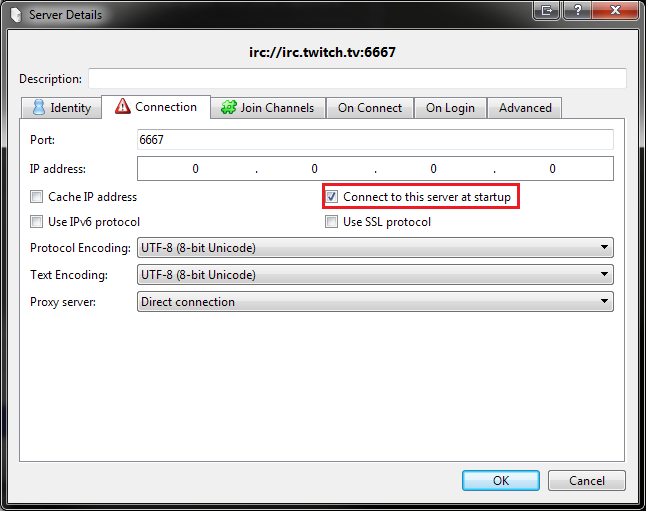 Server Details
irc://irc.twitch.tv:6667
Description:
Identity Connection Join Channels On Connect On Login Advanced
Port: 6667
IP address: 0 . 0 . 0 . 0
Cache IP address Connect to this server at startup
Use IPv6 protocol Use SSL protocol
Protocol Encoding: UTF-8 (8-bit Unicode)
Text Encoding: UTF-8 (8-bit Unicode)
Proxy server: Direct connection
OK Cancel